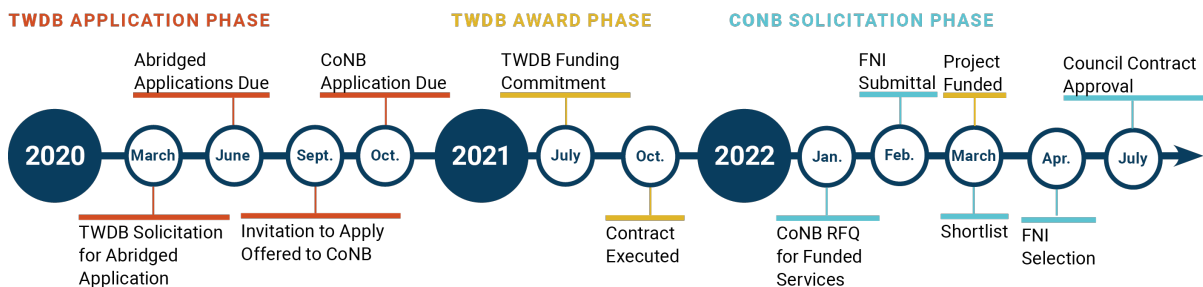 TWDB APPLICATION PHASE
TWDB AWARD PHASE
CONB SOLICITATION PHASE
Abridged
Applications Due
CoNB
Application Due
TWDB Funding
Commitment
FNI
Submittal
Project
Funded
Council Contract
Approval
2020
March
June
Sept.
Oct.
2021
July
Oct.
2022
Jan.
Feb.
March
Apr.
July
TWDB Solicitation
for Abridged
Application
Invitation to Apply
Offered to CoNB
Contract
Executed
CoNB RFQ
for Funded
Services
Shortlist
FNI
Selection